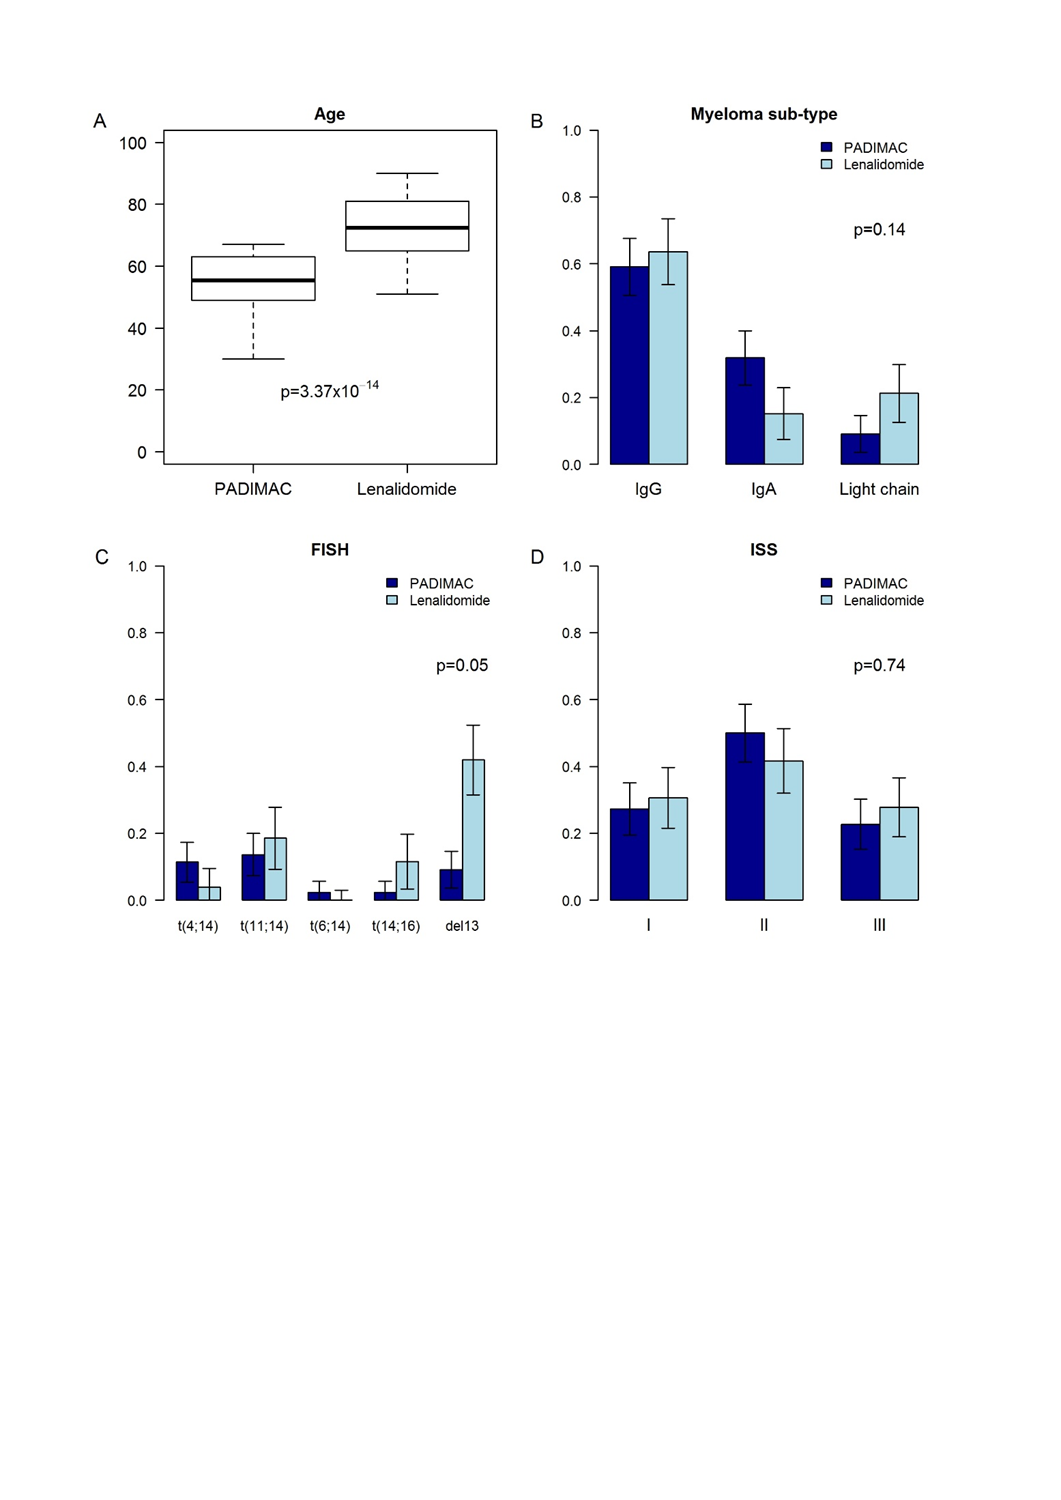 A
Age
100
80
60
40
20
0
p=3.37x10⁻¹⁴
PADIMAC
Lenalidomide
B
Myeloma sub-type
1.0
0.8
0.6
0.4
0.2
0.0
PADIMAC
Lenalidomide
p=0.14
IgG
IgA
Light chain
C
FISH
1.0
0.8
0.6
0.4
0.2
0.0
PADIMAC
Lenalidomide
p=0.05
t(4;14)
t(11;14)
t(6;14)
t(14;16)
del13
D
ISS
1.0
0.8
0.6
0.4
0.2
0.0
PADIMAC
Lenalidomide
p=0.74
I
II
III